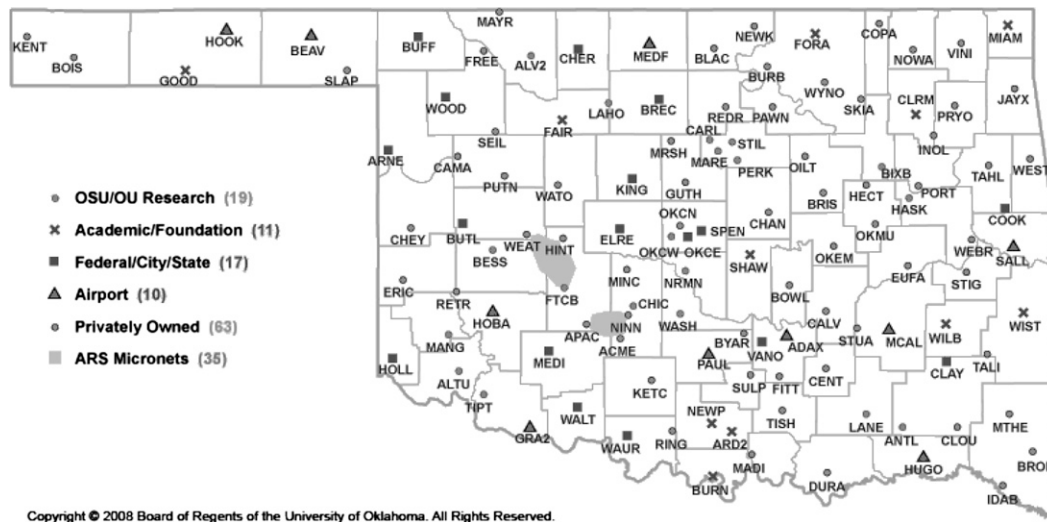 MAYR
KENT
HOOK
BEAV
BUFF
NEWK
COPA
MIAM
BOIS
GOOD
SLAP
FREE
ALV2
CHER
MEDF
BLAC
FORA
NOWA
VINI
BURB
WOOD
LAHO
BREC
REDR
PAWN
WYNO
SKIA
CLRM
PRYO
JAYX
SEIL
FAIR
CARL
STIL
INOL
ARNE
CAMA
MRSH
MARE
PERK
OILT
BIXB
TAHL
WEST
OSU/OU Research (19)
PUTN
WATO
KING
GUTH
BRIS
HECT
PORT
HASK
COOK
Academic/Foundation (11)
CHEY
BUTL
WEAT
HINT
ELRE
OKCN
SPEN
OKCW
OKCE
CHAN
OKMU
WEBR
SALL
Federal/City/State (17)
BESS
MINC
NRMN
SHAW
OKEM
EUFA
STIG
Airport (10)
ERIC
RETR
FTCB
CHIC
BOWL
Privately Owned (63)
HOBA
APAC
NINN
WASH
CALV
WIST
ARS Micronets (35)
MANG
ACME
BYAR
VANO
ADAX
STUA
MCAL
WILB
HOLL
ALTU
MEDI
PAUL
SULP
FITT
CENT
CLAY
TALI
TIPT
WALT
KETC
NEWP
TISH
LANE
ANTL
CLOU
MTHE
GRA2
WAUR
RING
ARD2
MADI
HUGO
BRO
BURN
DURA
IDAB
Copyright © 2008 Board of Regents of the University of Oklahoma. All Rights Reserved.